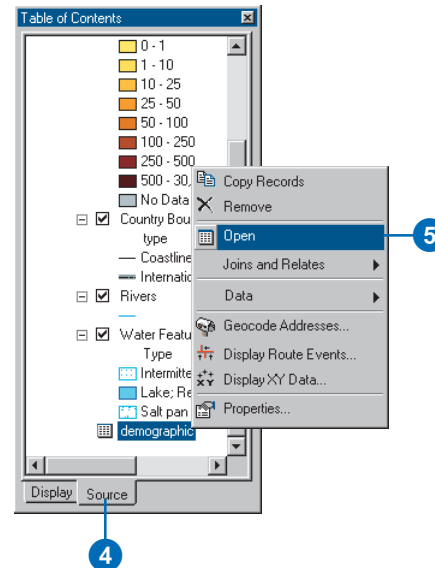 Table of Contents
0 - 1
1 - 10
10 - 25
25 - 50
50 - 100
100 - 250
250 - 500
500 - 30,
No Data
Country Bou
type
Coastline
Internatio
Rivers
Water Featu
Type
Intermitte
Lake; Re
Salt pan
demographic
Copy Records
Remove
Open
5
Joins and Relates
Data
Geocode Addresses...
Display Route Events...
Display XY Data...
Properties...
Display
Source
4